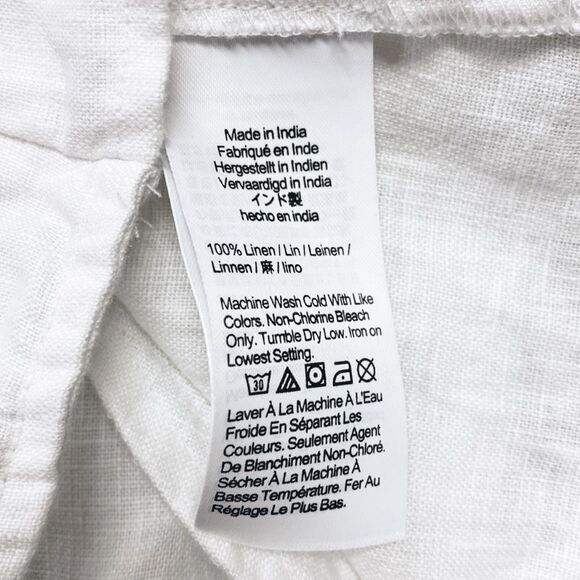 Made in India
Fabriqué en Inde
Hergestellt in Indien
Vervaardigd in India
インド製
hecho en india
100% Linen / Lin / Leinen /
Linnen / 麻 / lino
Machine Wash Cold With Like
Colors. Non-Chlorine Bleach
Only. Tumble Dry Low. Iron on
Lowest Setting.
30
Laver À La Machine À L'Eau
Froide En Séparant Les
Couleurs. Seulement Agent
De Blanchiment Non-Chloré.
Sécher À La Machine À
Basse Température. Fer Au
Réglage Le Plus Bas.